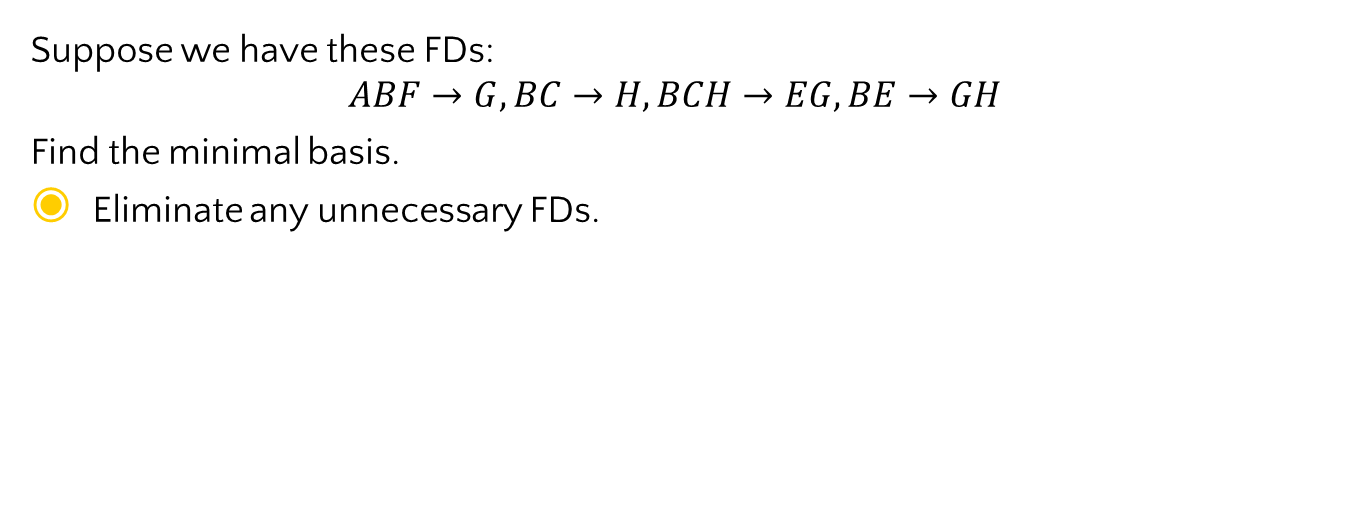 Suppose we have these FDs:
ABF → G, BC → H, BCH → EG, BE → GH
Find the minimal basis.
Eliminate any unnecessary FDs.